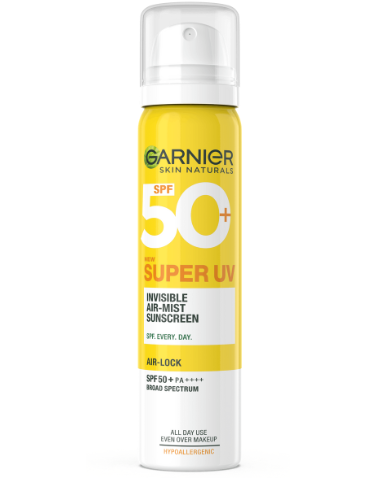 GARNIER
SKIN NATURALS
SPF
50+
NEW
SUPER UV
INVISIBLE
AIR-MIST
SUNSCREEN
SPF. EVERY. DAY.
AIR-LOCK
SPF50+ PA++++
BROAD SPECTRUM
ALL DAY USE
EVEN OVER MAKEUP
HYPOALLERGENIC